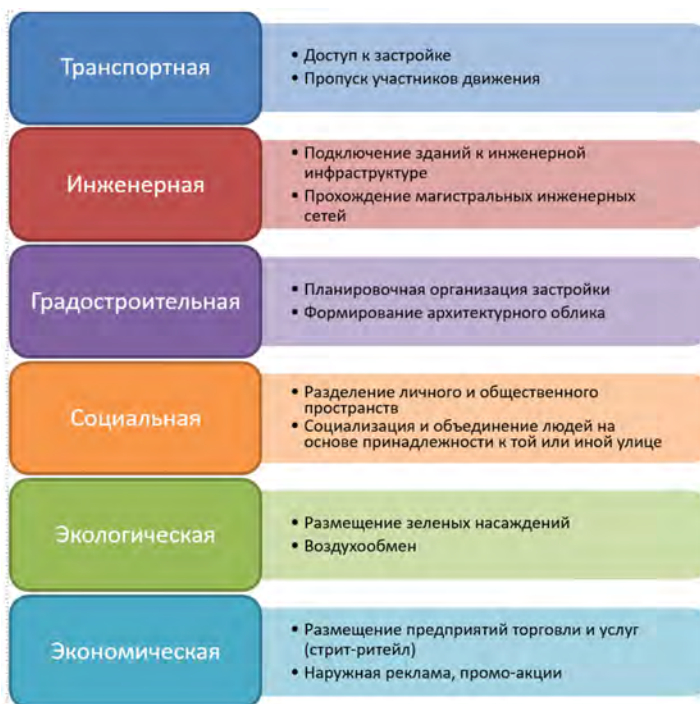 Транспортная
• Доступ к застройке
• Пропуск участников движения
Инженерная
• Подключение зданий к инженерной
инфраструктуре
• Прохождение магистральных инженерных
сетей
Градостроительная
• Планировочная организация застройки
• Формирование архитектурного облика
Социальная
• Разделение личного и общественного
пространств
• Социализация и объединение людей на
основе принадлежности к той или иной улице
Экологическая
• Размещение зеленых насаждений
• Воздухообмен
Экономическая
• Размещение предприятий торговли и услуг
(стрит-ритейл)
• Наружная реклама, промо-акции